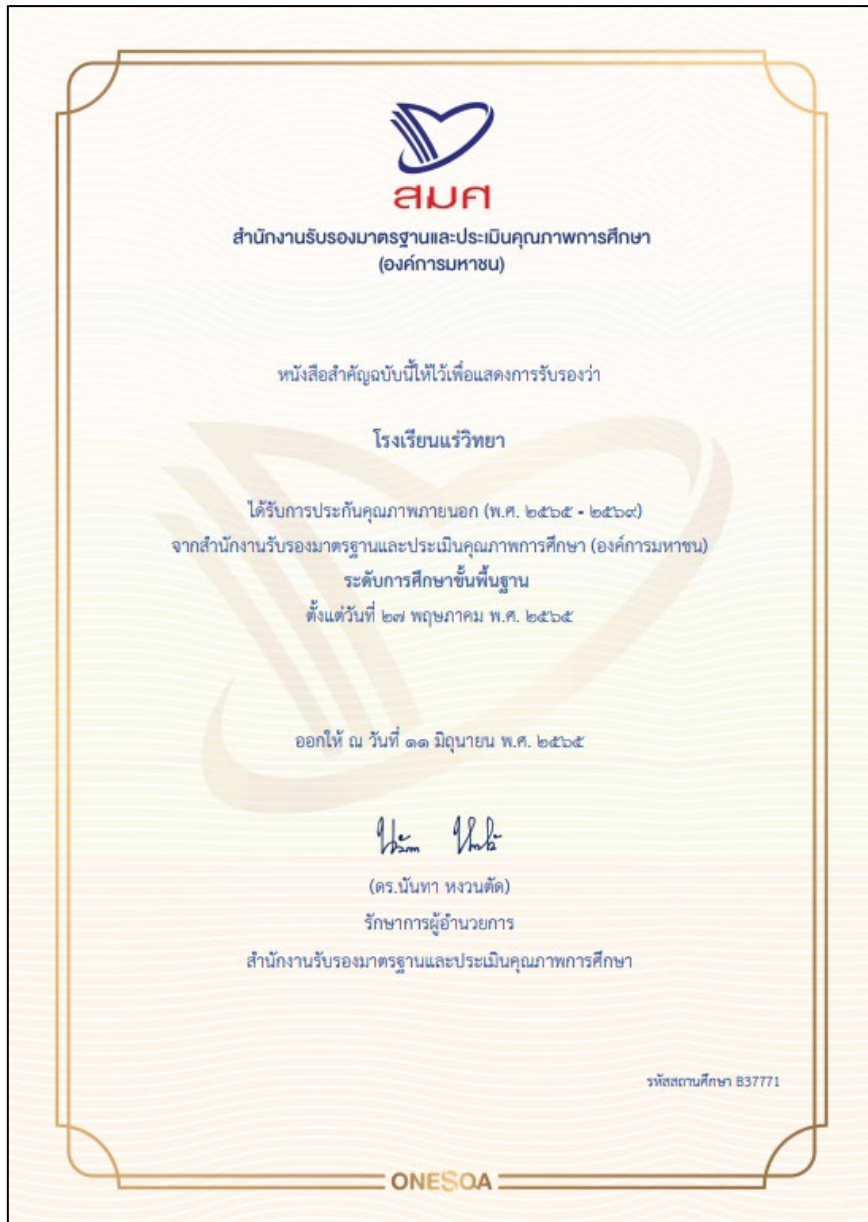 สมศ
สำนักงานรับรองมาตรฐานและประเมินคุณภาพการศึกษา
(องค์การมหาชน)
หนังสือสำคัญฉบับนี้ให้ไว้เพื่อแสดงการรับรองว่า
โรงเรียนแร่วิทยา
ได้รับการประกันคุณภาพภายนอก (พ.ศ. ๒๕๖๕ - ๒๕๖๙)
จากสำนักงานรับรองมาตรฐานและประเมินคุณภาพการศึกษา (องค์การมหาชน)
ระดับการศึกษาขั้นพื้นฐาน
ตั้งแต่วันที่ ๒๗ พฤษภาคม พ.ศ. ๒๕๖๕
ออกให้ ณ วันที่ ๑๑ มิถุนายน พ.ศ. ๒๕๖๕
(ดร.นันทา หงวนตัด)
รักษาการผู้อำนวยการ
สำนักงานรับรองมาตรฐานและประเมินคุณภาพการศึกษา
รหัสสถานศึกษา B37771
ONESQA